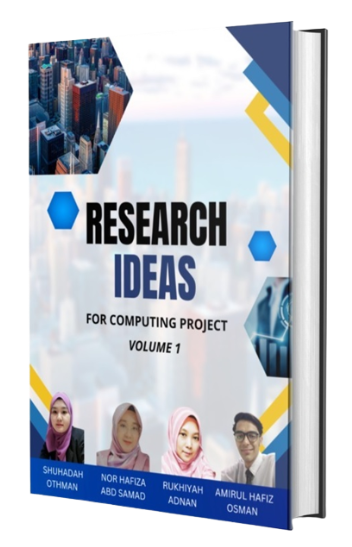 RESEARCH
IDEAS
FOR COMPUTING PROJECT
VOLUME 1
SHUHADAH
OTHMAN
NOR HAFIZA
ABD SAMAD
RUKHIYAH
ADNAN
AMIRUL HAFIZ
OSMAN